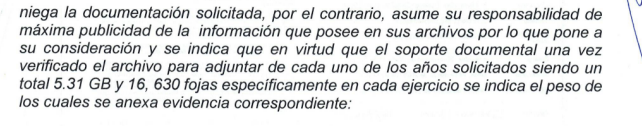 niega la documentación solicitada, por el contrario, asume su responsabilidad de
máxima publicidad de la información que posee en sus archivos por lo que pone a
su consideración y se indica que en virtud que el soporte documental una vez
verificado el archivo para adjuntar de cada uno de los años solicitados siendo un
total 5.31 GB y 16, 630 fojas específicamente en cada ejercicio se indica el peso de
los cuales se anexa evidencia correspondiente: